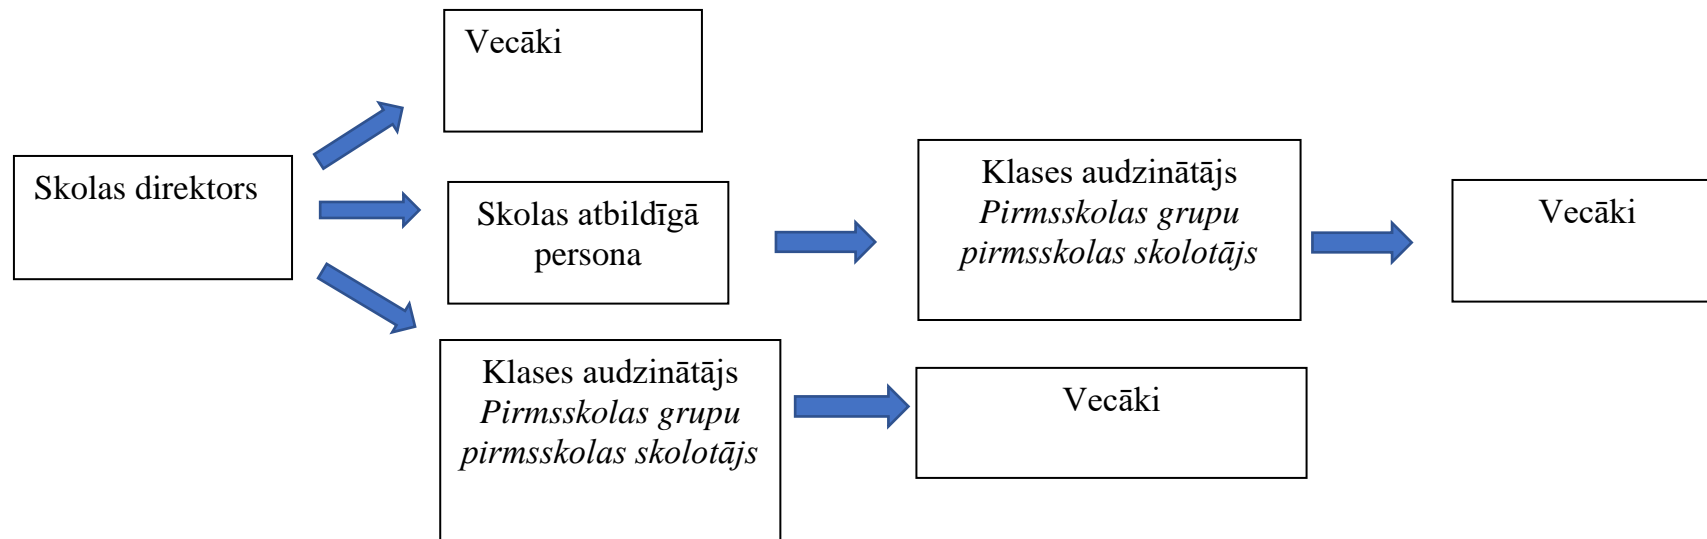 Vecāki
Skolas direktors
Skolas atbildīgā
persona
Klases audzinātājs
Pirmsskolas grupu
pirmsskolas skolotājs
Vecāki
Klases audzinātājs
Pirmsskolas grupu
pirmsskolas skolotājs
Vecāki